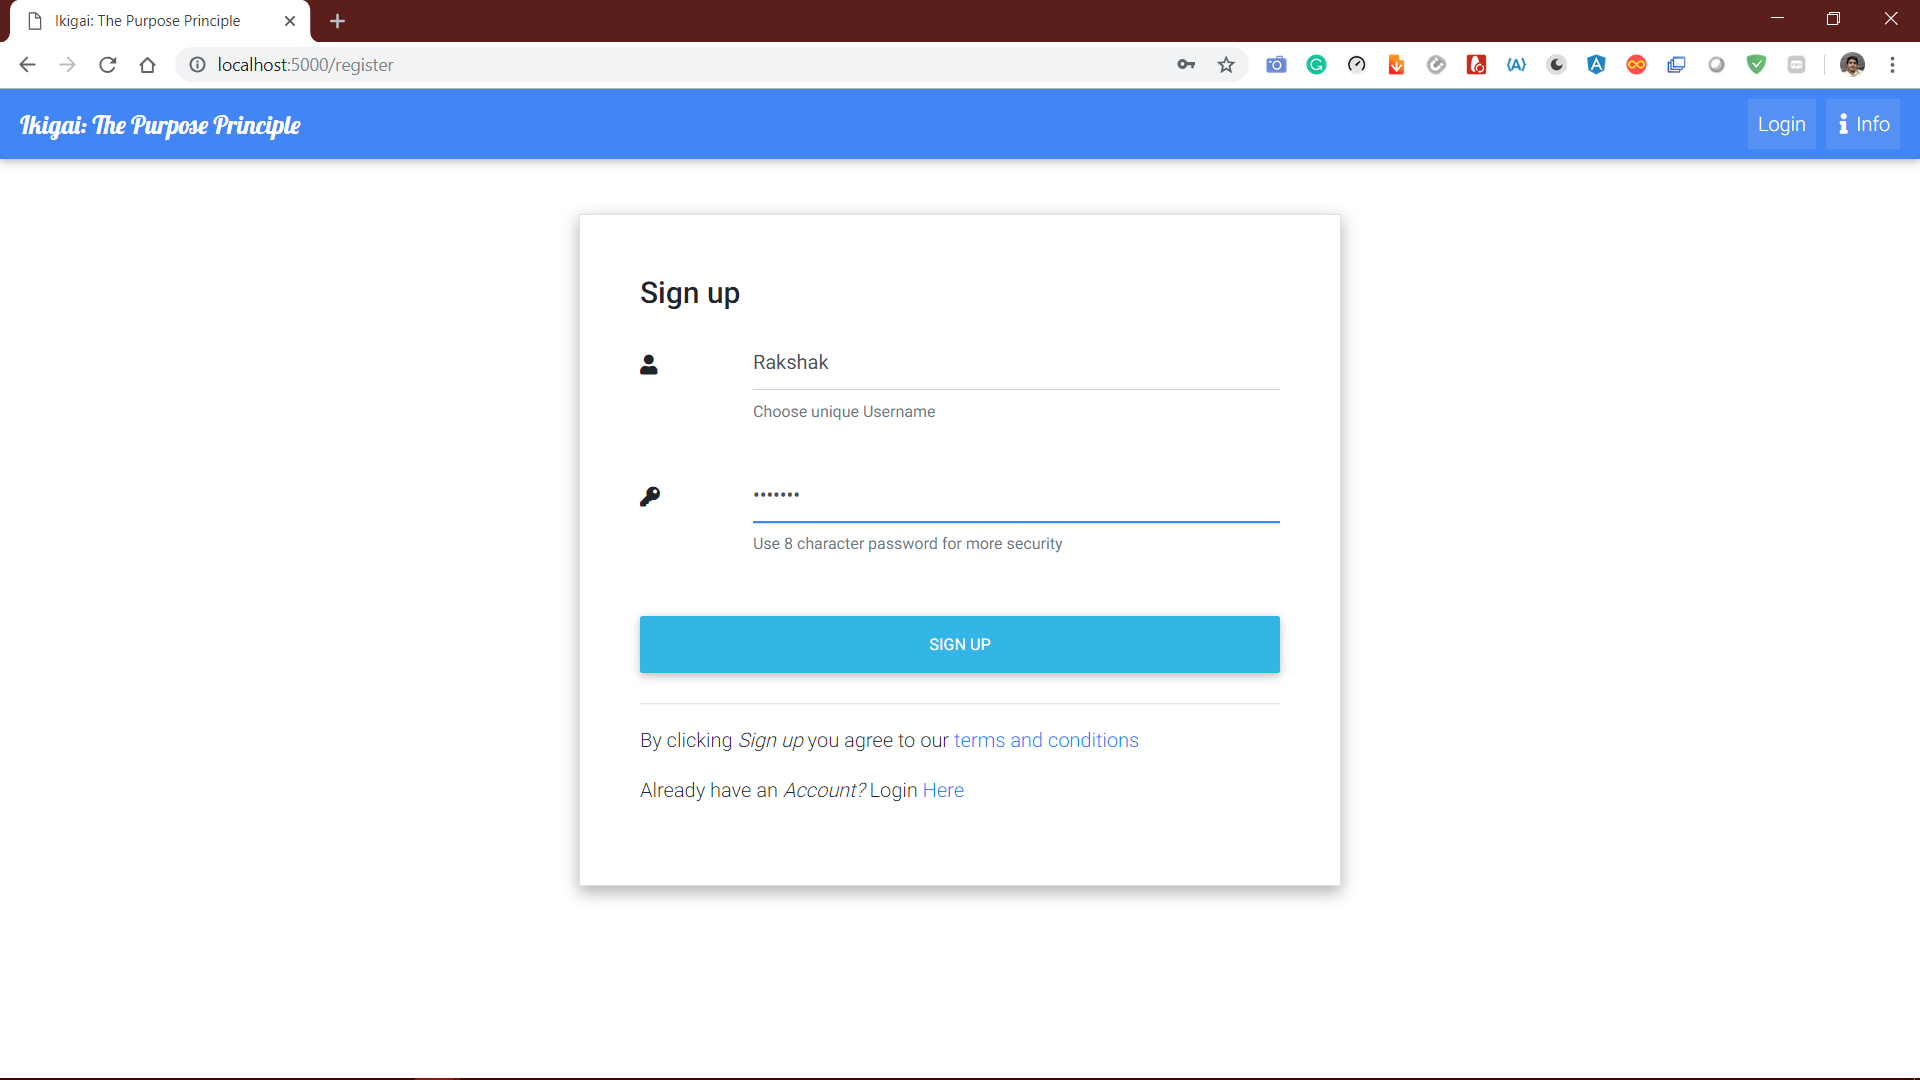 Ikigai: The Purpose Principle
localhost:5000/register
Ikigai: The Purpose Principle
Login
Info
Sign up
Rakshak
Choose unique Username
•••••••
Use 8 character password for more security
SIGN UP
By clicking Sign up you agree to our terms and conditions
Already have an Account? Login Here